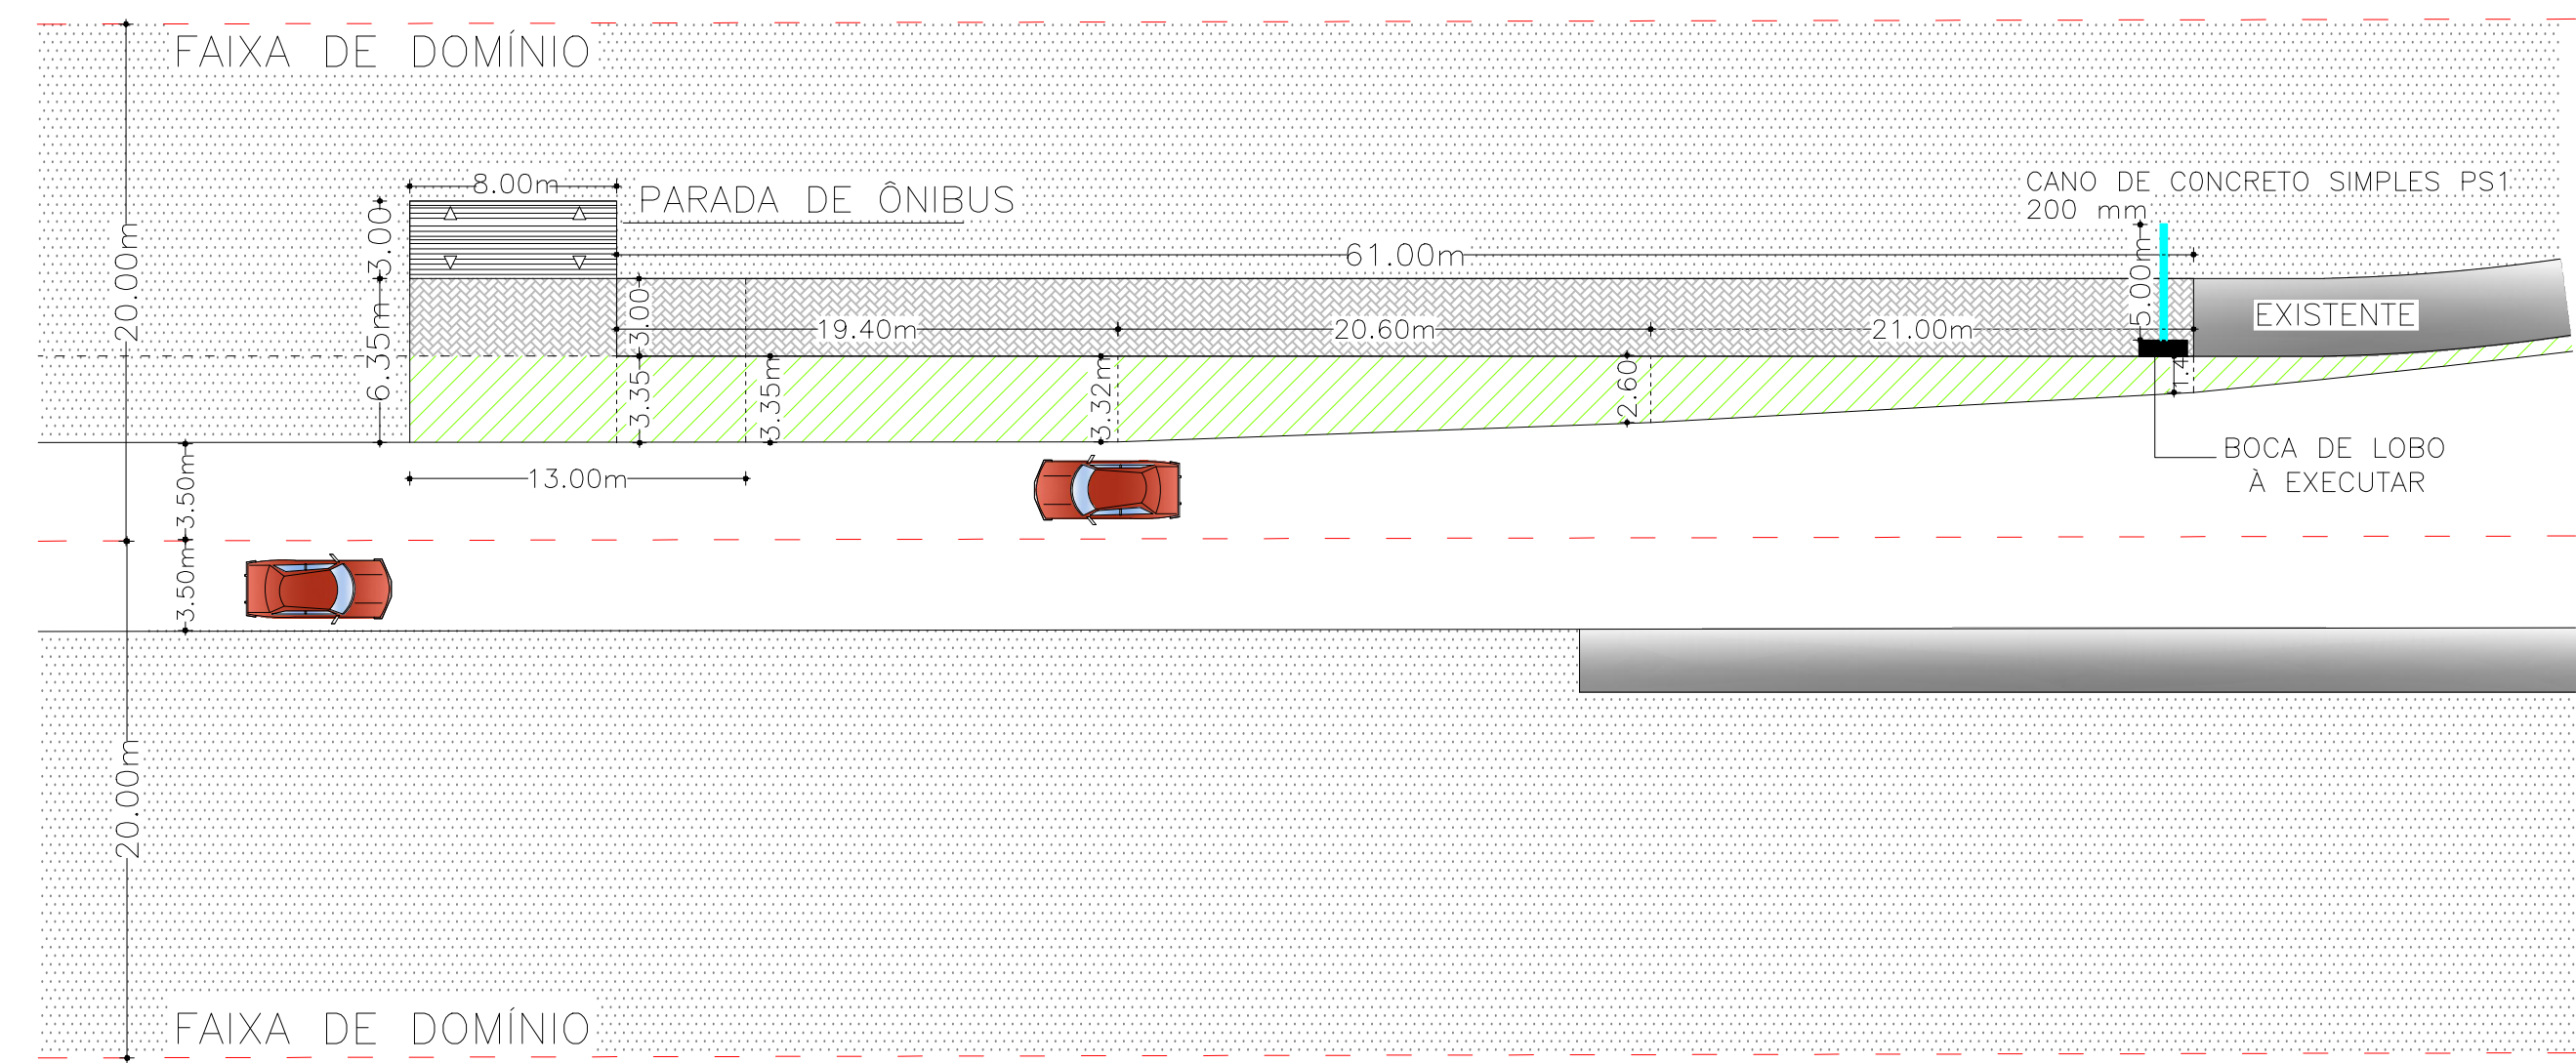 FAIXA DE DOMÍNIO
8.00m
PARADA DE ÔNIBUS
CANO DE CONCRETO SIMPLES PS1
200 mm
3.00
20.00m
61.00m
5.00m
6.35m
3.00
19.40m
20.60m
21.00m
EXISTENTE
3.35
3.35m
3.32m
2.60
1.4
13.00m
3.50m
BOCA DE LOBO
À EXECUTAR
3.50m
20.00m
FAIXA DE DOMÍNIO